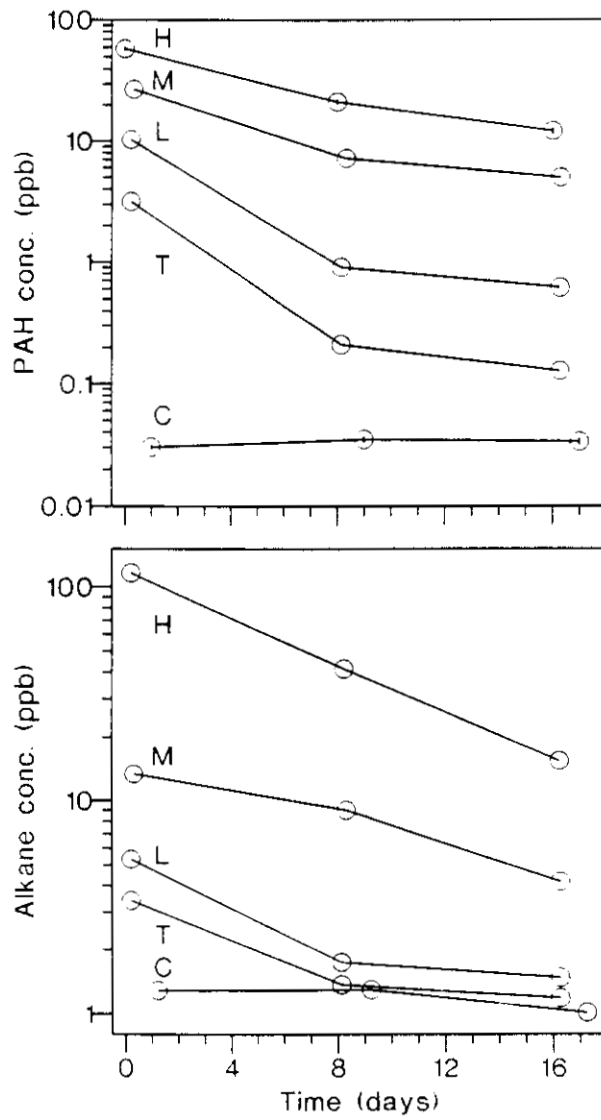 PAH conc. (ppb)
100
10
1
0.1
0.01
H
M
L
T
C
Alkane conc. (ppb)
100
10
1
H
M
L
T
C
0 4 8 12 16
Time (days)